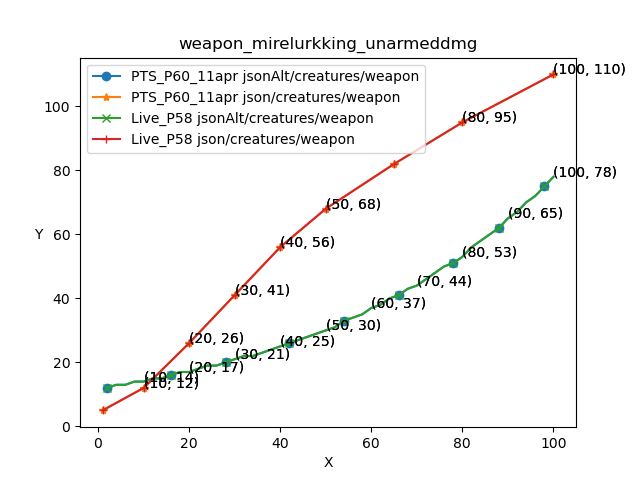 weapon_mirelurkking_unarmeddmg
PTS_P60_11apr jsonAlt/creatures/weapon
PTS_P60_11apr json/creatures/weapon
Live_P58 jsonAlt/creatures/weapon
Live_P58 json/creatures/weapon
(100, 110)
(80, 95)
(100, 78)
(50, 68)
(90, 65)
(40, 56)
(80, 53)
(70, 44)
(30, 41)
(60, 37)
(50, 30)
(20, 26)
(40, 25)
(30, 21)
(20, 17)
(10, 14)
(10, 12)
Y
100
80
60
40
20
0
0 20 40 60 80 100
X